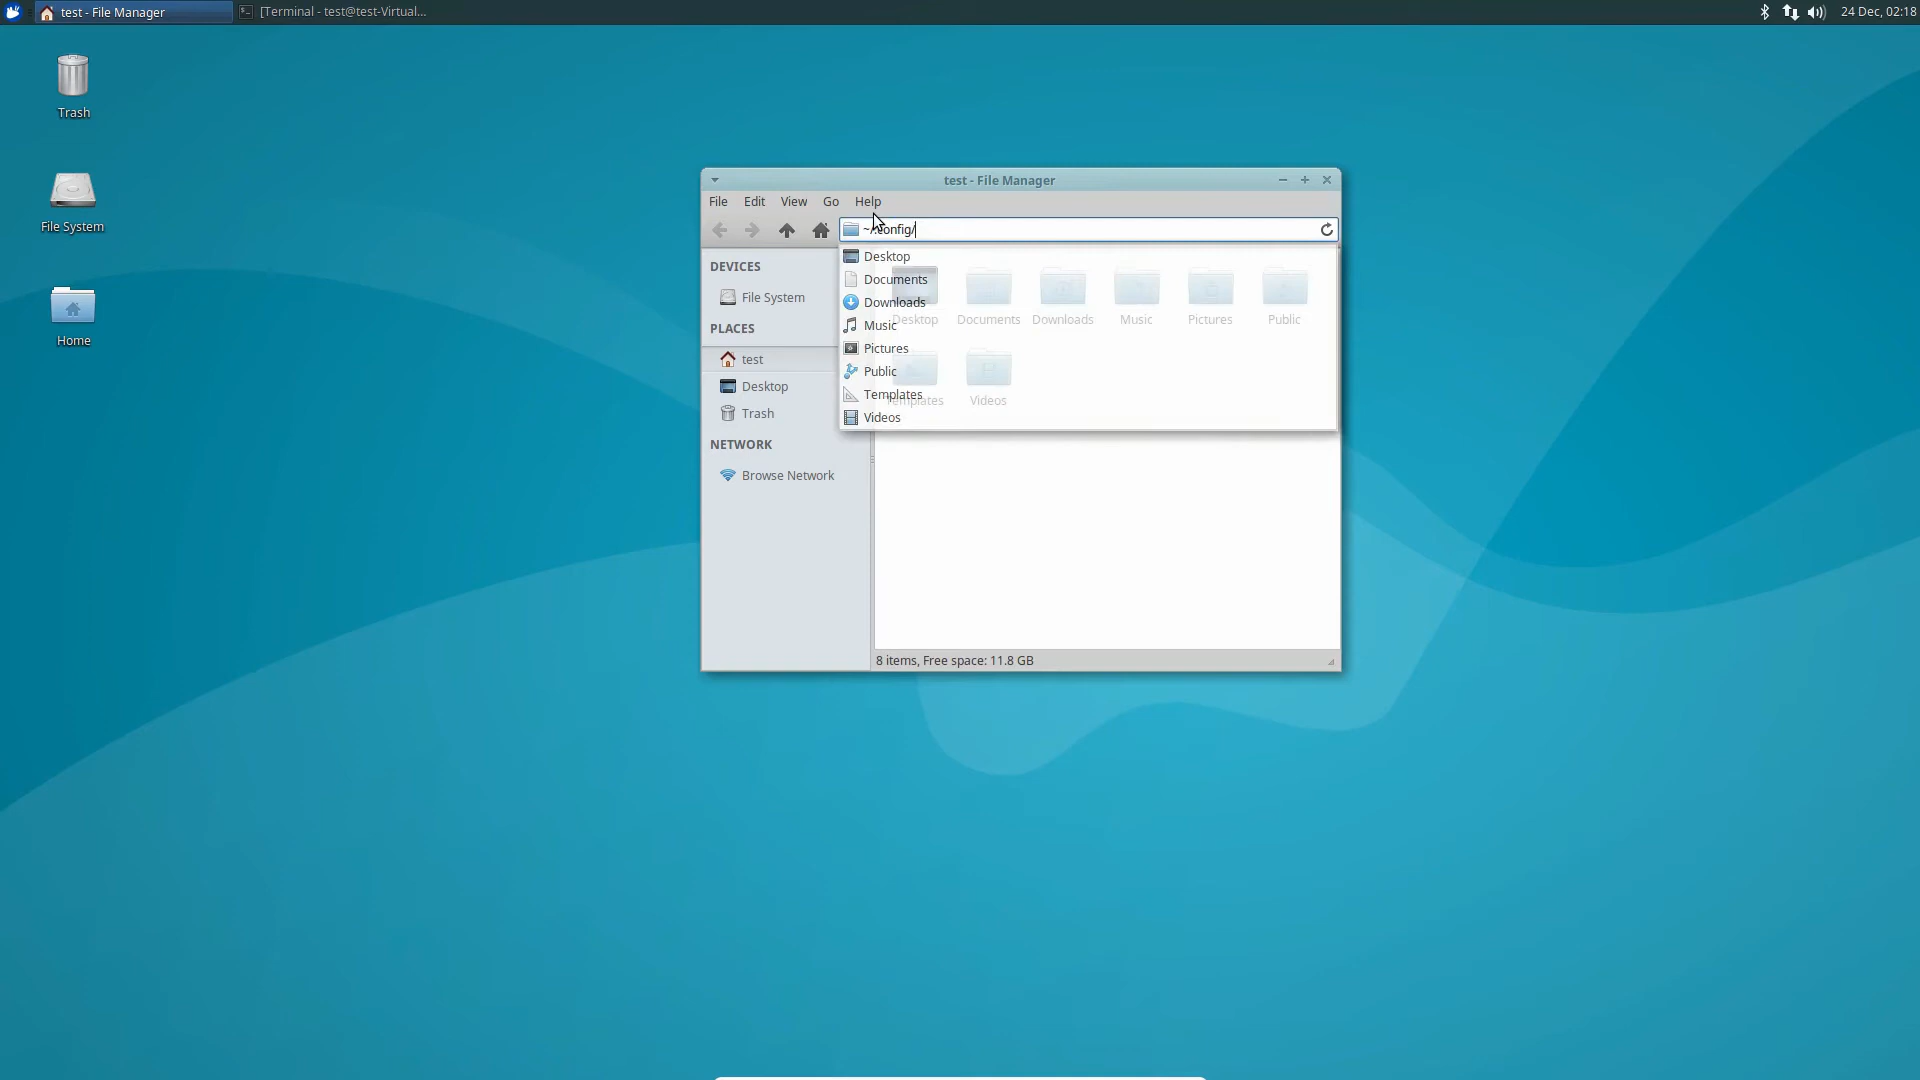 test - File Manager
[Terminal - test@test-Virtual...
24 Dec, 02:18
Trash
File System
Home
test - File Manager
File Edit View Go Help
DEVICES
File System
PLACES
test
Desktop
Trash
NETWORK
Browse Network
Desktop
Documents
Downloads
Music
Pictures
Public
Templates
Videos
Desktop Documents Downloads Music Pictures Public
Videos
8 items, Free space: 11.8 GB